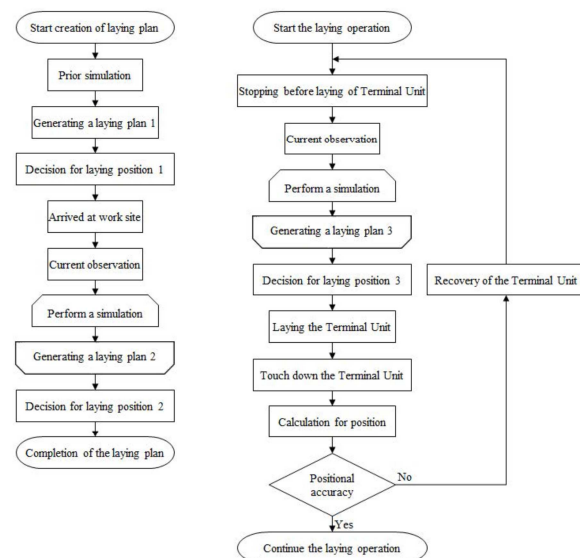 Start creation of laying plan
Prior simulation
Generating a laying plan 1
Decision for laying position 1
Arrived at work site
Current observation
Perform a simulation
Generating a laying plan 2
Decision for laying position 2
Completion of the laying plan
Start the laying operation
Stopping before laying of Terminal Unit
Current observation
Perform a simulation
Generating a laying plan 3
Decision for laying position 3
Laying the Terminal Unit
Touch down the Terminal Unit
Calculation for position
Positional
accuracy
No
Yes
Recovery of the Terminal Unit
Continue the laying operation